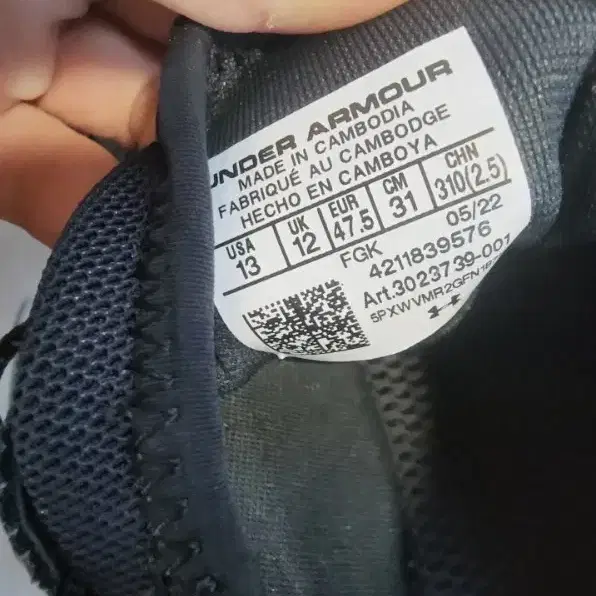 UNDER ARMOUR
MADE IN CAMBODIA
FABRIQUÉ AU CAMBODGE
HECHO EN CAMBOYA
USA UK EUR CM CHN
13 12 47.5 31 310(2.5)
FGK 05/22
4211839576
Art.3023739-001